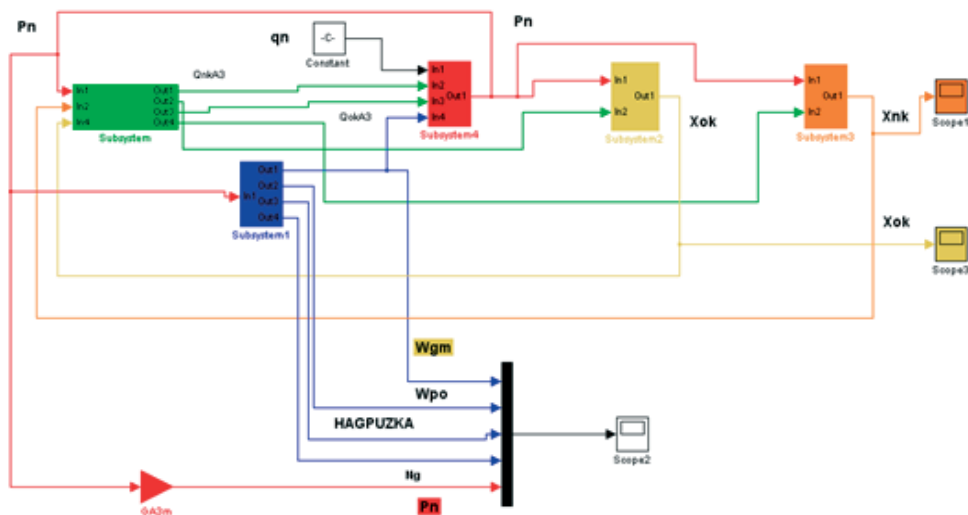 Pn
qn
-C-
Constant
Pn
QnkA3
In1
In2
In4
Out1
Out2
Out3
Out4
Subsystem
QokA3
In1
In2
In3
In4
Out1
Subsystem4
In1
In2
Out1
Subsystem2
Xok
In1
In2
Out1
Subsystem3
Xnk
Scope1
In1
Out1
Out2
Out3
Out4
Subsystem1
Xok
Scope3
Wgm
Wpo
HAGPUZKA
Ng
Pn
GA3m
Scope2